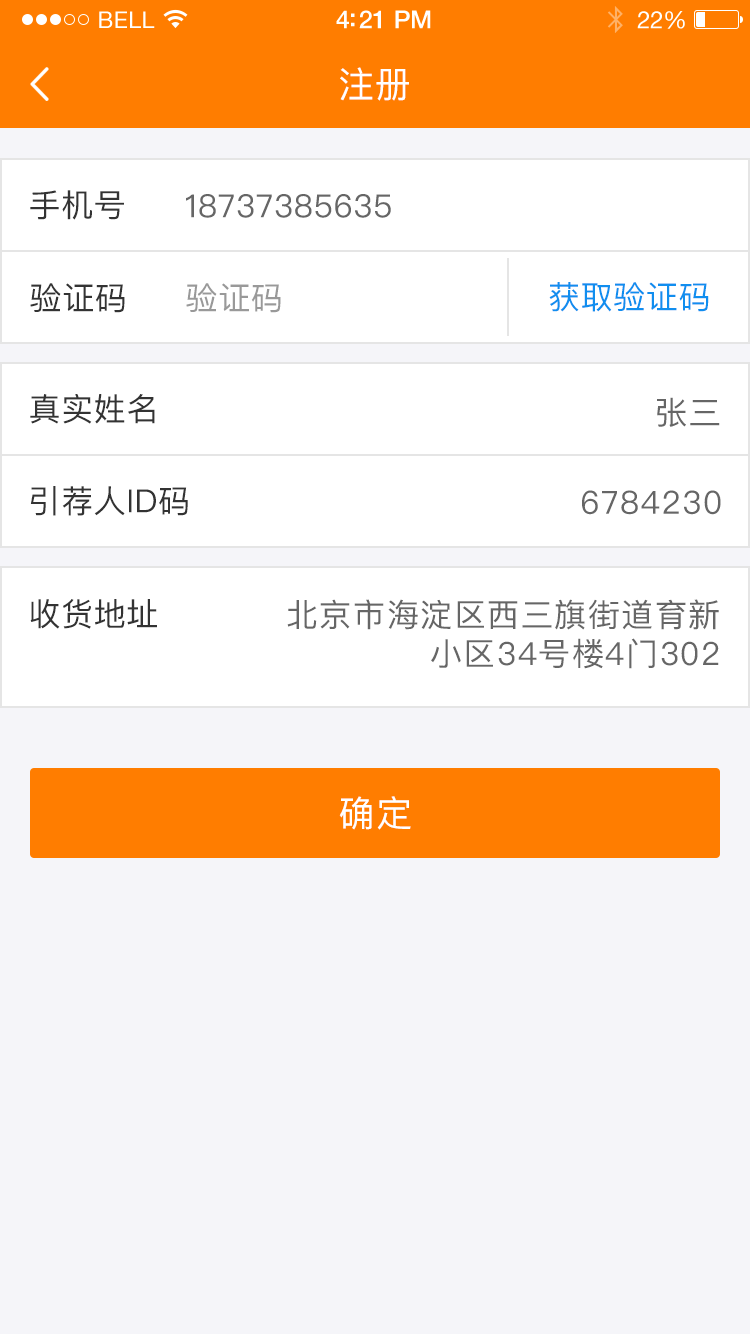 BELL 4:21 PM 22%
注册
手机号 18737385635
验证码 验证码 获取验证码
真实姓名 张三
引荐人ID码 6784230
收货地址 北京市海淀区西三旗街道育新
小区34号楼4门302
确定